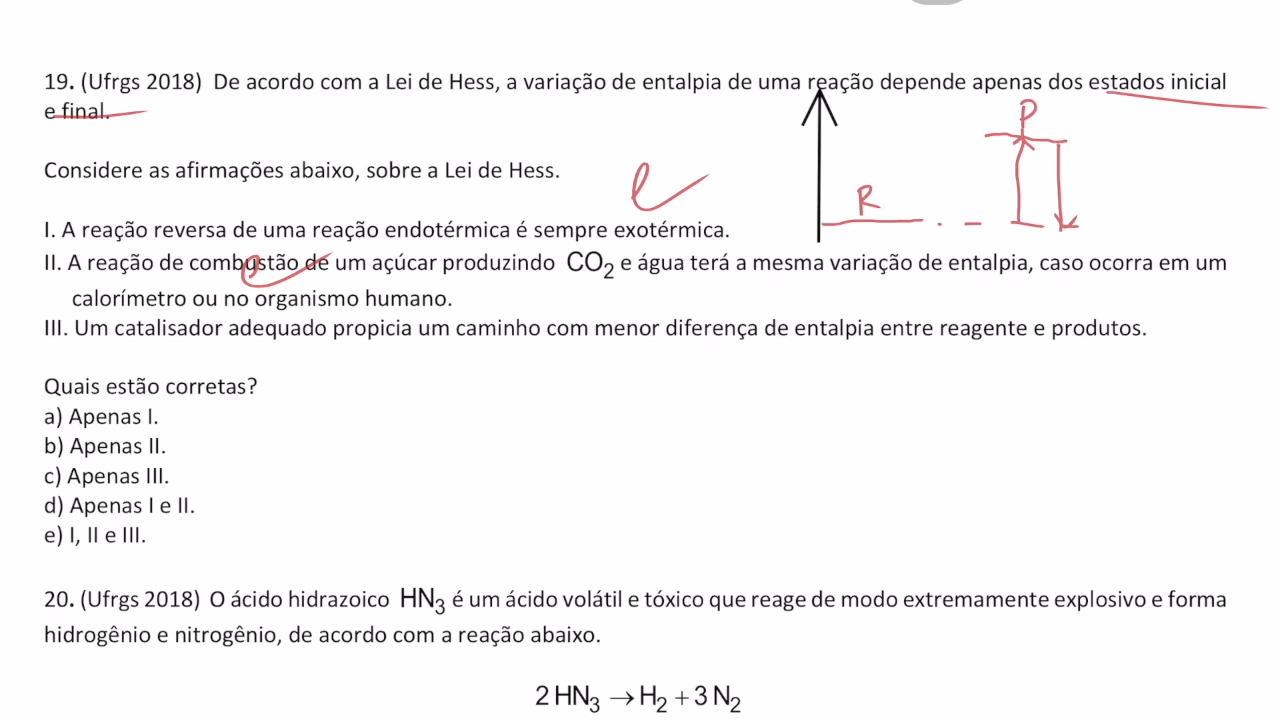 19. (Ufrgs 2018) De acordo com a Lei de Hess, a variação de entalpia de uma reação depende apenas dos estados inicial
e final.
P
Considere as afirmações abaixo, sobre a Lei de Hess.
R
I. A reação reversa de uma reação endotérmica é sempre exotérmica.
II. A reação de combustão de um açúcar produzindo CO₂ e água terá a mesma variação de entalpia, caso ocorra em um
calorímetro ou no organismo humano.
III. Um catalisador adequado propicia um caminho com menor diferença de entalpia entre reagente e produtos.
Quais estão corretas?
a) Apenas I.
b) Apenas II.
c) Apenas III.
d) Apenas I e II.
e) I, II e III.
20. (Ufrgs 2018) O ácido hidrazoico HN₃ é um ácido volátil e tóxico que reage de modo extremamente explosivo e forma
hidrogênio e nitrogênio, de acordo com a reação abaixo.
2 HN₃ → H₂ + 3 N₂